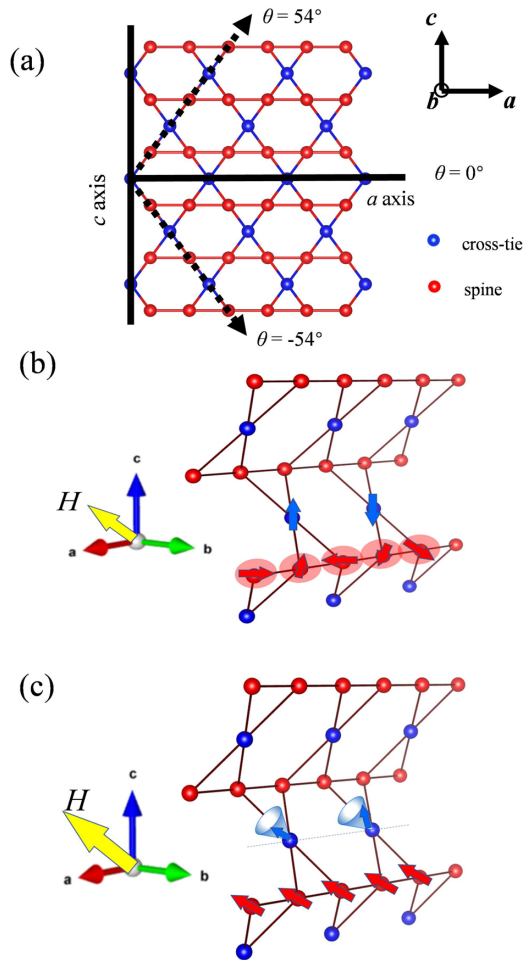 (a)
θ = 54°
c
b
a
c axis
a axis
θ = 0°
cross-tie
spine
θ = -54°
(b)
c
H
a
b
(c)
c
H
a
b